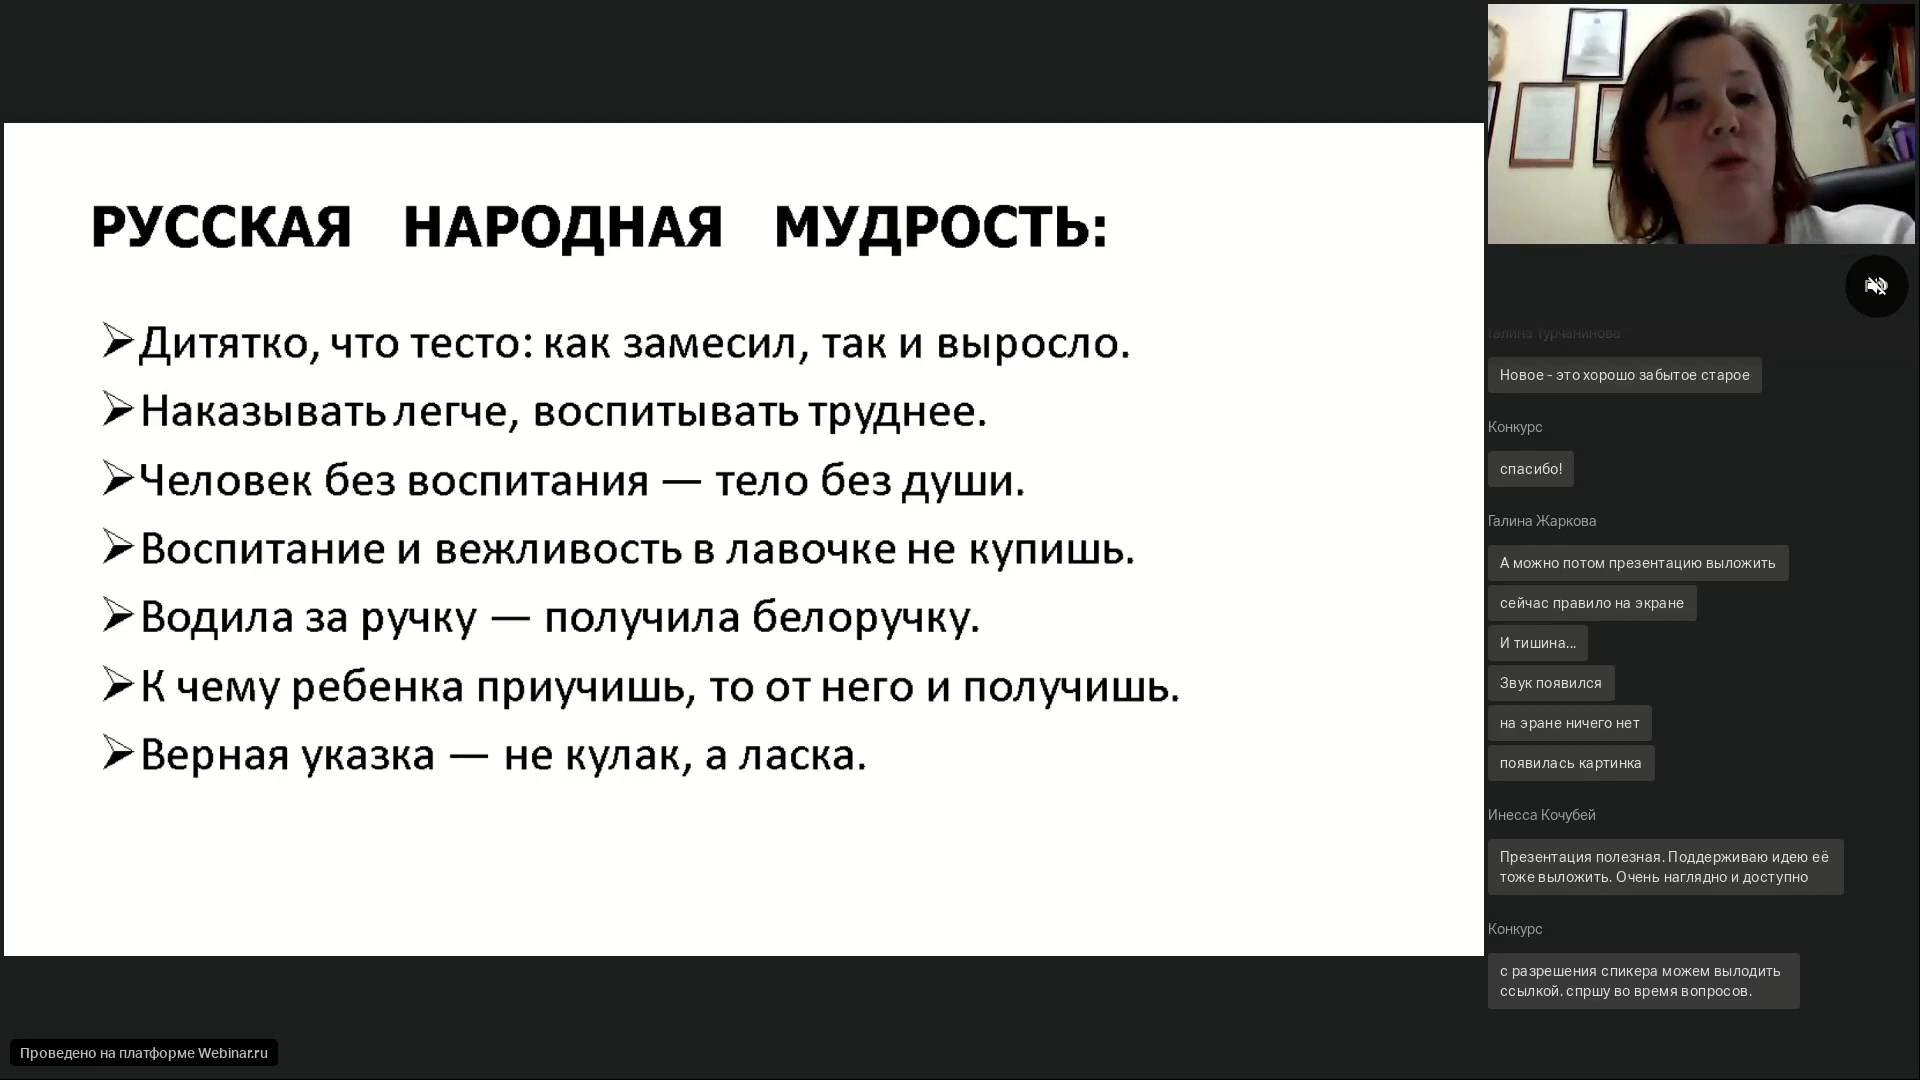 РУССКАЯ НАРОДНАЯ МУДРОСТЬ:
Дитятко, что тесто: как замесил, так и выросло.
Наказывать легче, воспитывать труднее.
Человек без воспитания — тело без души.
Воспитание и вежливость в лавочке не купишь.
Водила за ручку — получила белоручку.
К чему ребенка приучишь, то от него и получишь.
Верная указка — не кулак, а ласка.
Галина Турчанинова
Новое - это хорошо забытое старое
Конкурс
спасибо!
Галина Жаркова
А можно потом презентацию выложить
сейчас правило на экране
И тишина...
Звук появился
на эране ничего нет
появилась картинка
Инесса Кочубей
Презентация полезная. Поддерживаю идею её
тоже выложить. Очень наглядно и доступно
Конкурс
с разрешения спикера можем вылодить
ссылкой. спршу во время вопросов.
Проведено на платформе Webinar.ru